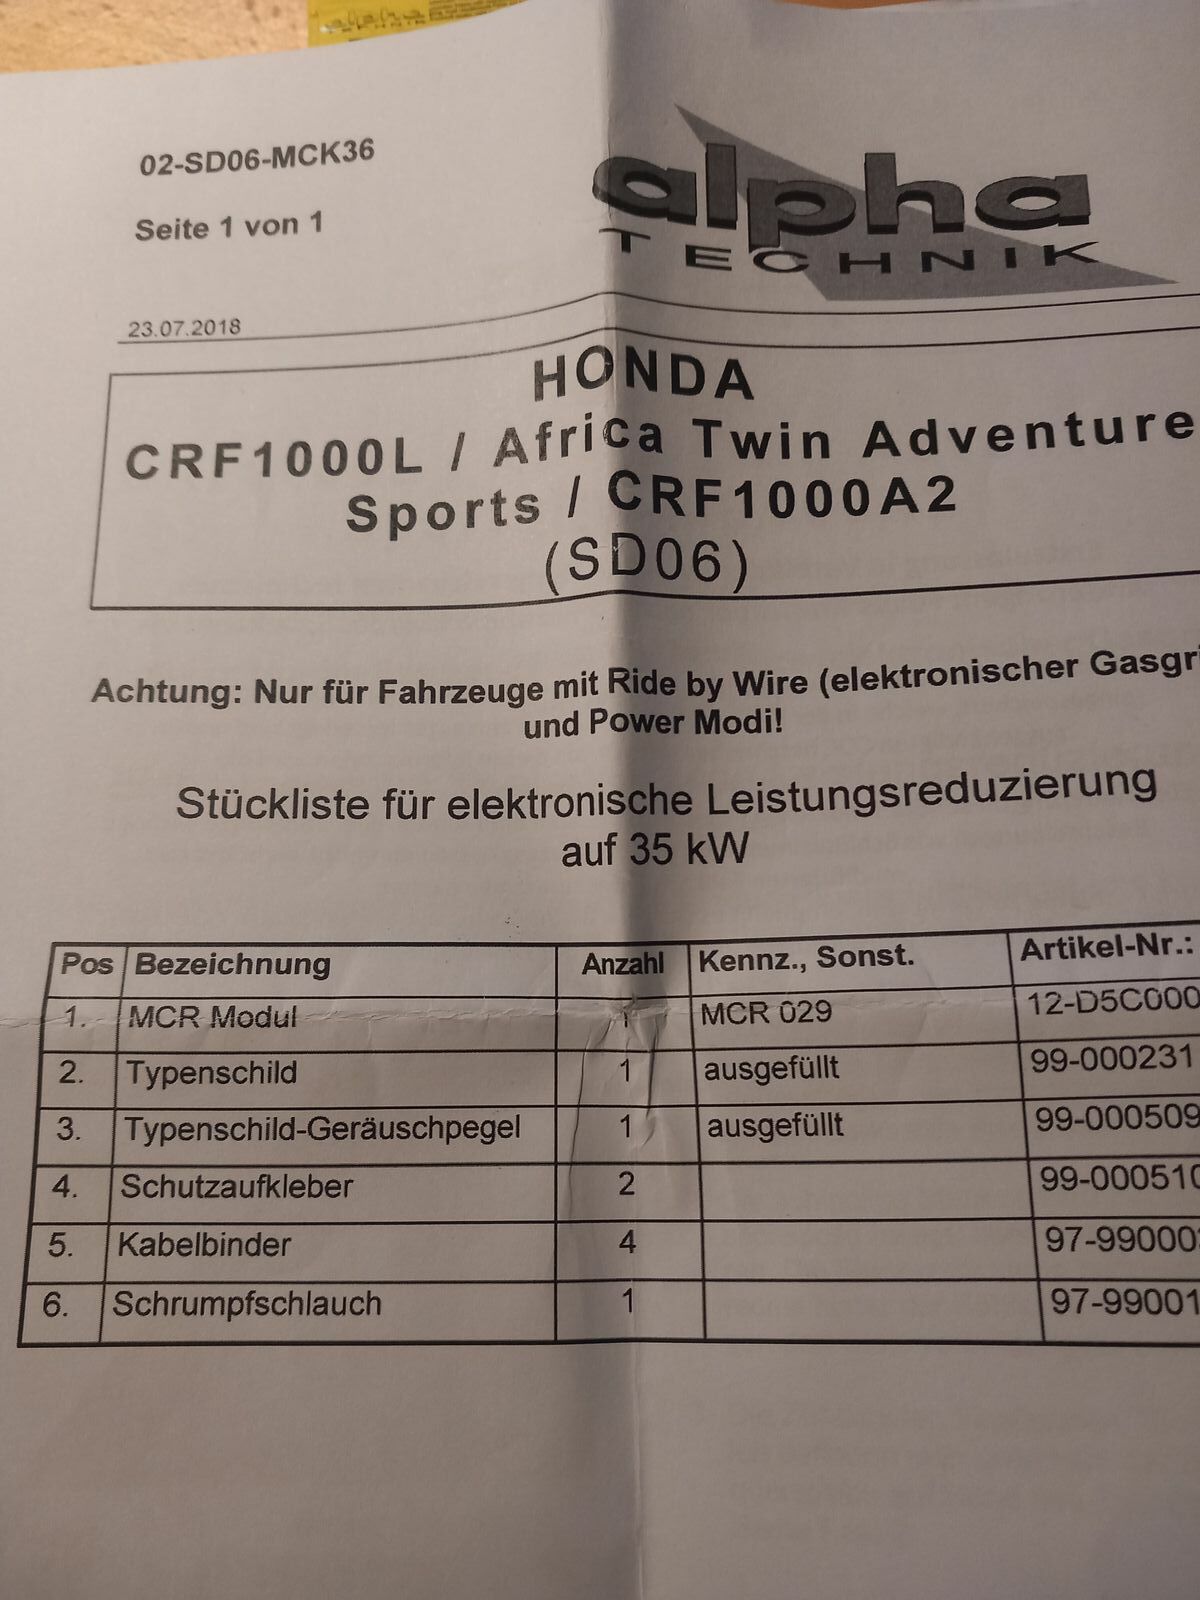 alpha
02-SD06-MCK36
Seite 1 von 1
alpha
TECHNIK
23.07.2018
HONDA
CRF1000L / Africa Twin Adventure
Sports / CRF1000A2
(SD06)
Achtung: Nur für Fahrzeuge mit Ride by Wire (elektronischer Gasgri
und Power Modi!
Stückliste für elektronische Leistungsreduzierung
auf 35 kW
Pos Bezeichnung Anzahl Kennz., Sonst. Artikel-Nr.:
1. MCR Modul 1 MCR 029 12-D5C000
2. Typenschild 1 ausgefüllt 99-000231
3. Typenschild-Geräuschpegel 1 ausgefüllt 99-000509
4. Schutzaufkleber 2 99-000510
5. Kabelbinder 4 97-99000
6. Schrumpfschlauch 1 97-99001